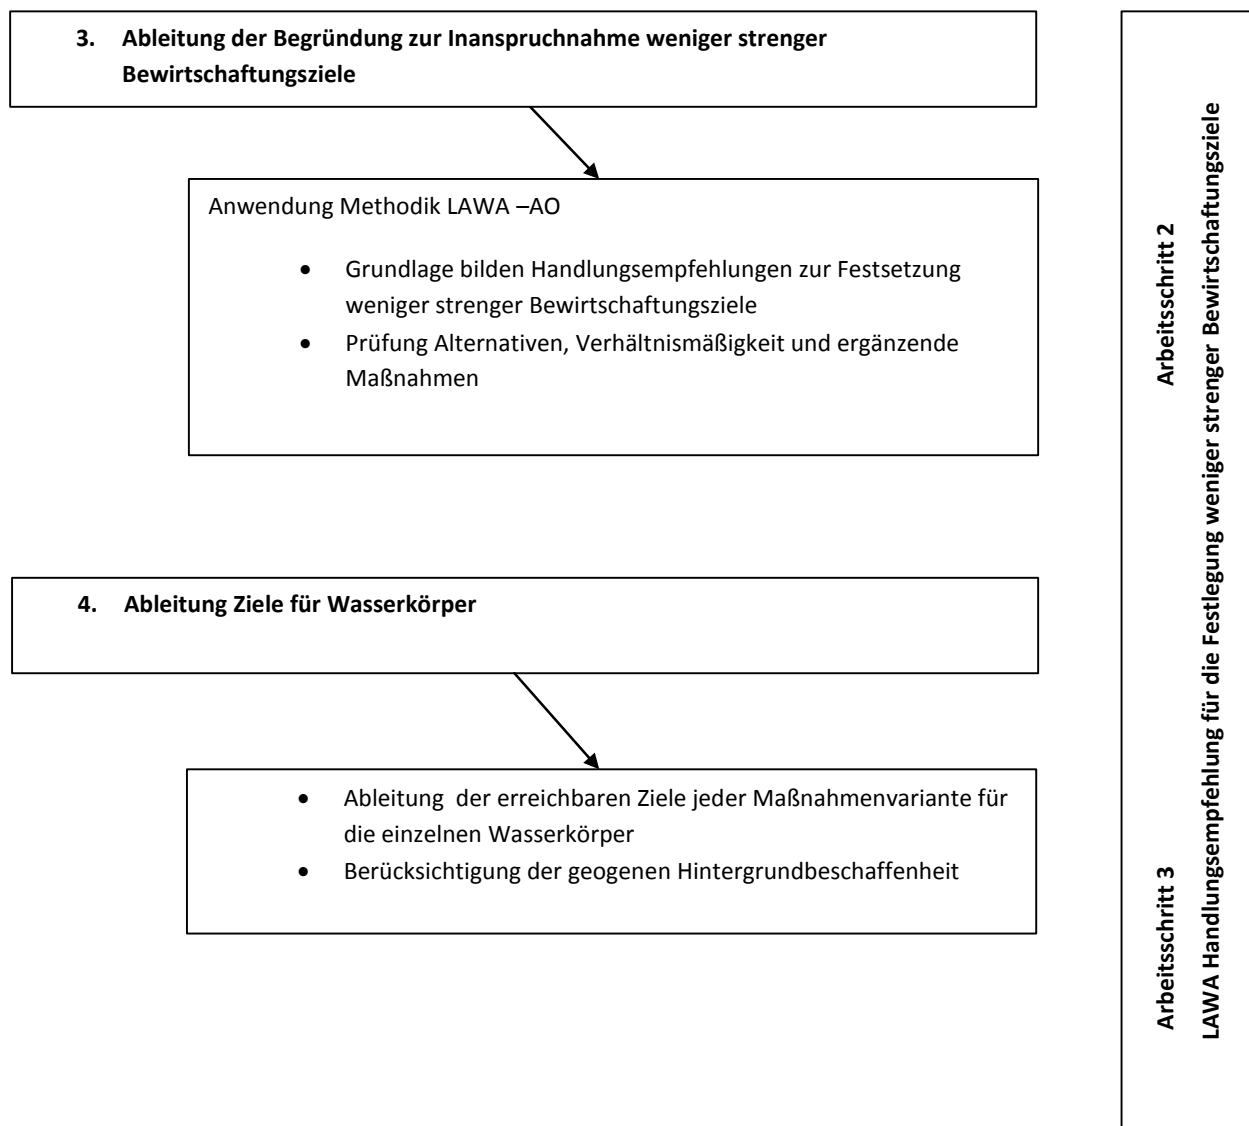 3. Ableitung der Begründung zur Inanspruchnahme weniger strenger
Bewirtschaftungsziele
Anwendung Methodik LAWA –AO
• Grundlage bilden Handlungsempfehlungen zur Festsetzung
weniger strenger Bewirtschaftungsziele
• Prüfung Alternativen, Verhältnismäßigkeit und ergänzende
Maßnahmen
4. Ableitung Ziele für Wasserkörper
• Ableitung der erreichbaren Ziele jeder Maßnahmenvariante für
die einzelnen Wasserkörper
• Berücksichtigung der geogenen Hintergrundbeschaffenheit
Arbeitsschritt 3
Arbeitsschritt 2
LAWA Handlungsempfehlung für die Festlegung weniger strenger Bewirtschaftungsziele